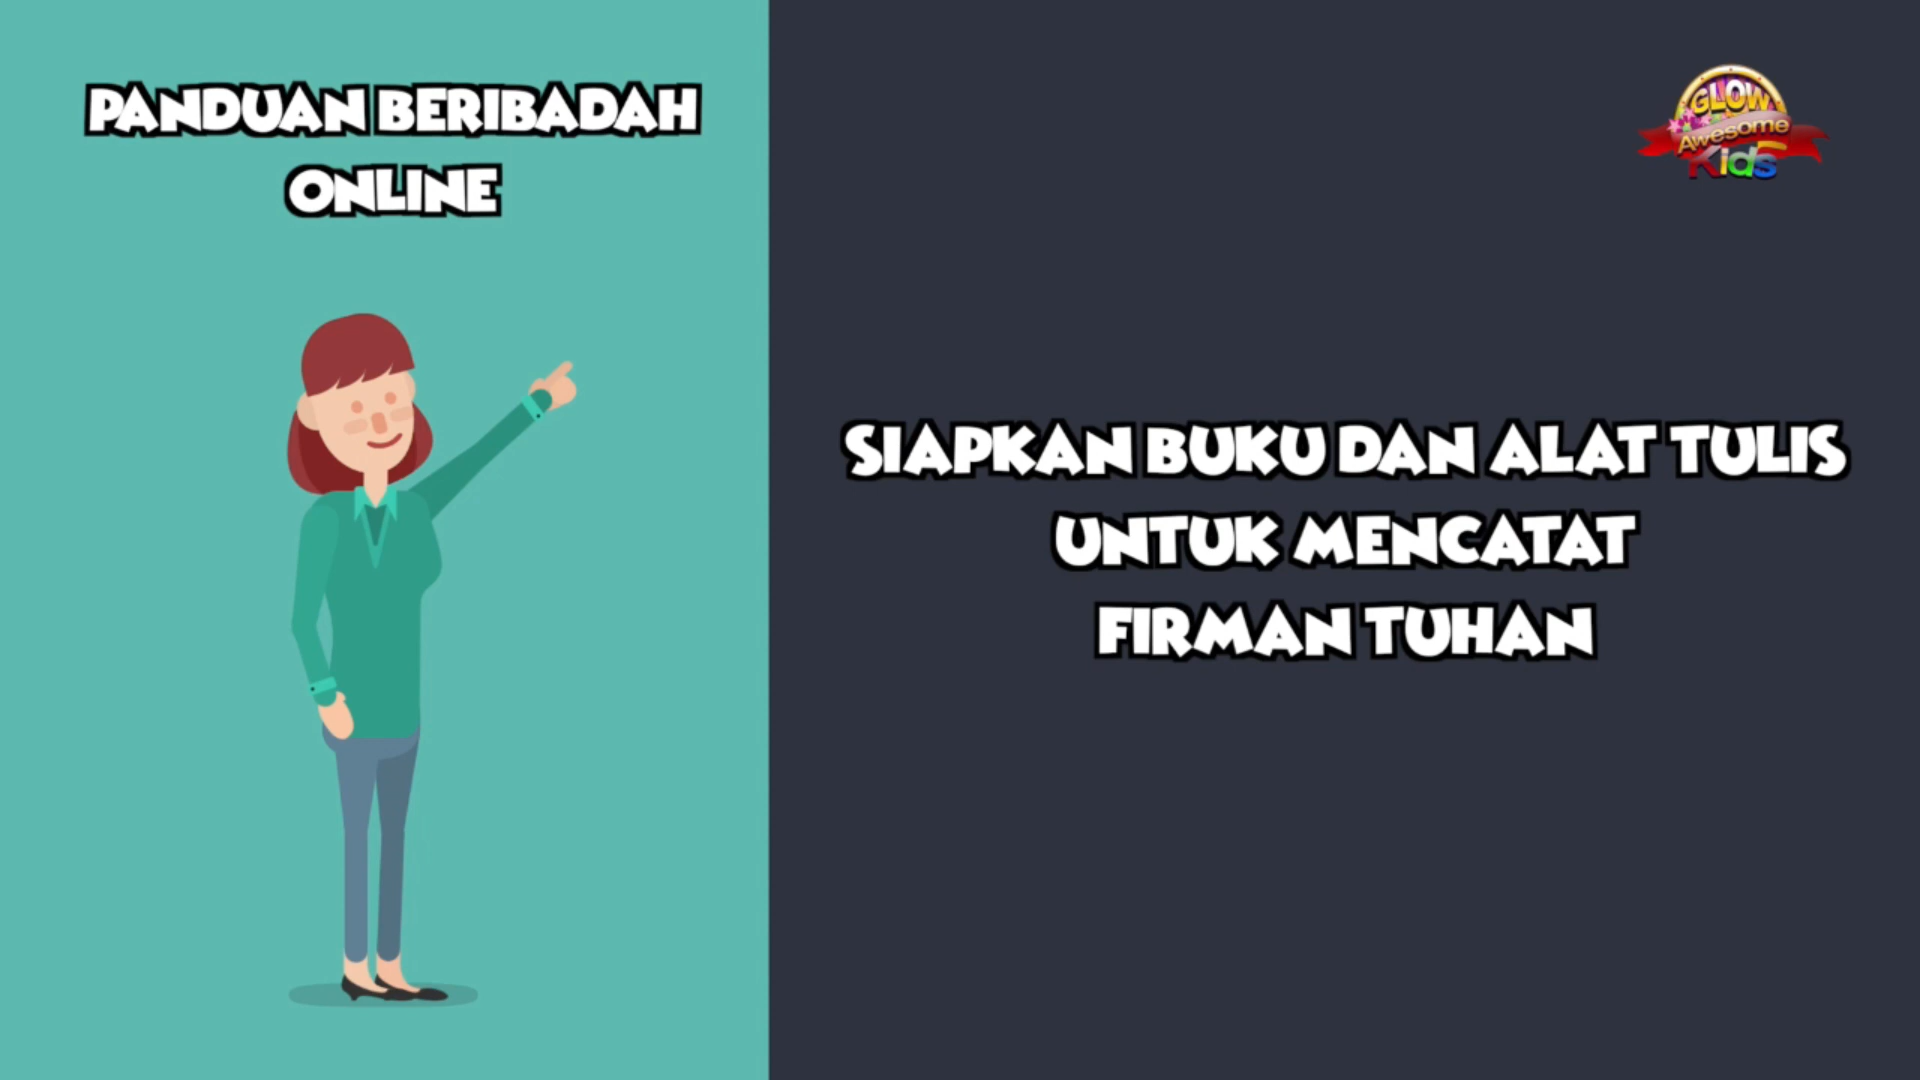 PANDUAN BERIBADAH
ONLINE
GLOW
Awesome
Kids
SIAPKAN BUKU DAN ALAT TULIS
UNTUK MENCATAT
FIRMAN TUHAN